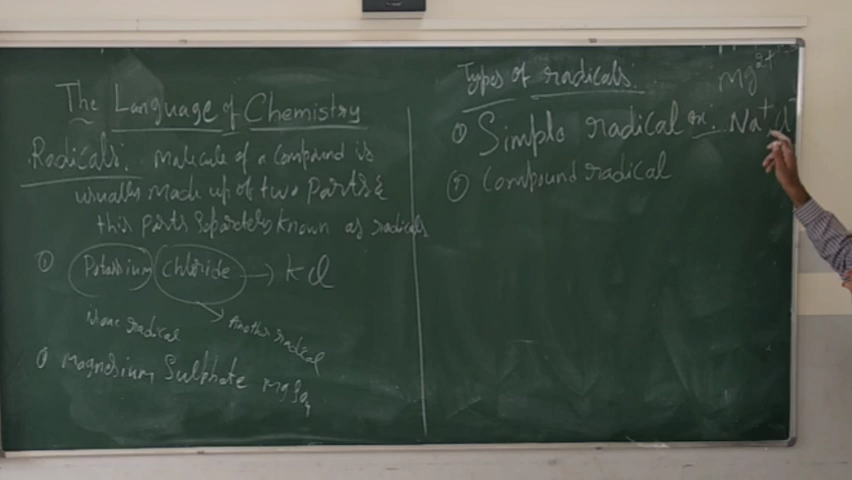 The Language of Chemistry
Radicals: Molecule of a compound is
usually made up of two parts &
this parts separately known as radicals
① Potassium Chloride → KCl
is one radical
Another radical
Magnesium Sulphate MgSO4
Types of radicals.
Mg2+
① Simple radical ex: Na+ Cl-
② Compound radical